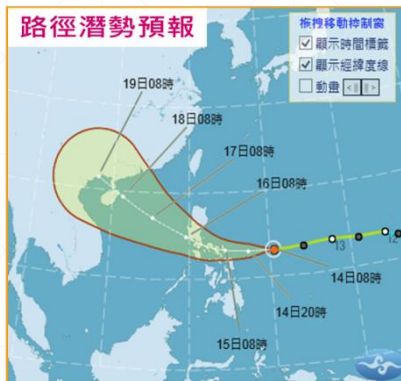 路徑潛勢預報
拖拽移動控制窗
顯示時間標籤
顯示經緯度線
動畫
19日08時
18日08時
17日08時
16日08時
13
12
14日08時
14日20時
15日08時